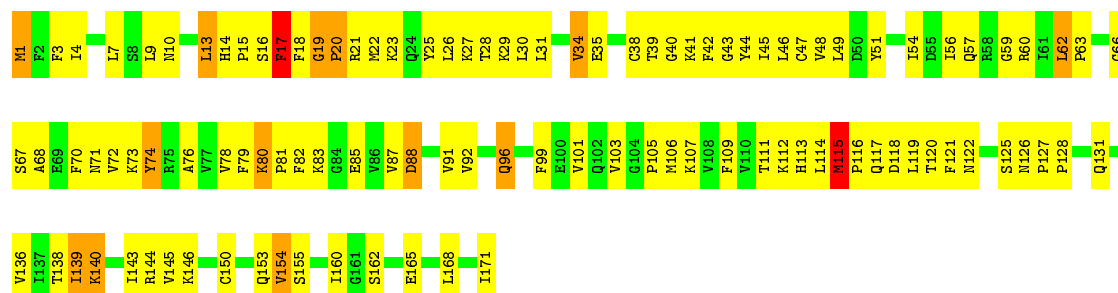 M1 F2 F3 I4 L7 S8 L9 N10 L13 H14 P15 S16 F17 F18 G19 P20 R21 M22 K23 Q24 Y25 L26 K27 T28 K29 L30 L31 V34 E35 C38 T39 G40 K41 F42 G43 Y44 I45 L46 C47 V48 L49 D50 Y51 I54 D55 I56 Q57 R58 G59 R60 I61 L62 P63
S67 A68 E69 F70 N71 V72 K73 Y74 R75 A76 V77 V78 F79 K80 P81 F82 K83 G84 E85 V86 V87 D88 V91 V92 Q96 F99 E100 V101 Q102 V103 G104 P105 M106 K107 V108 F109 V110 T111 K112 H113 L114 M115 P116 Q117 D118 L119 T120 F121 N122 S125 N126 P127 P128 Q131
V136 I137 T138 I139 K140 I143 R144 V145 K146 C150 Q153 V154 S155 I160 G161 S162 E165 L168 I171